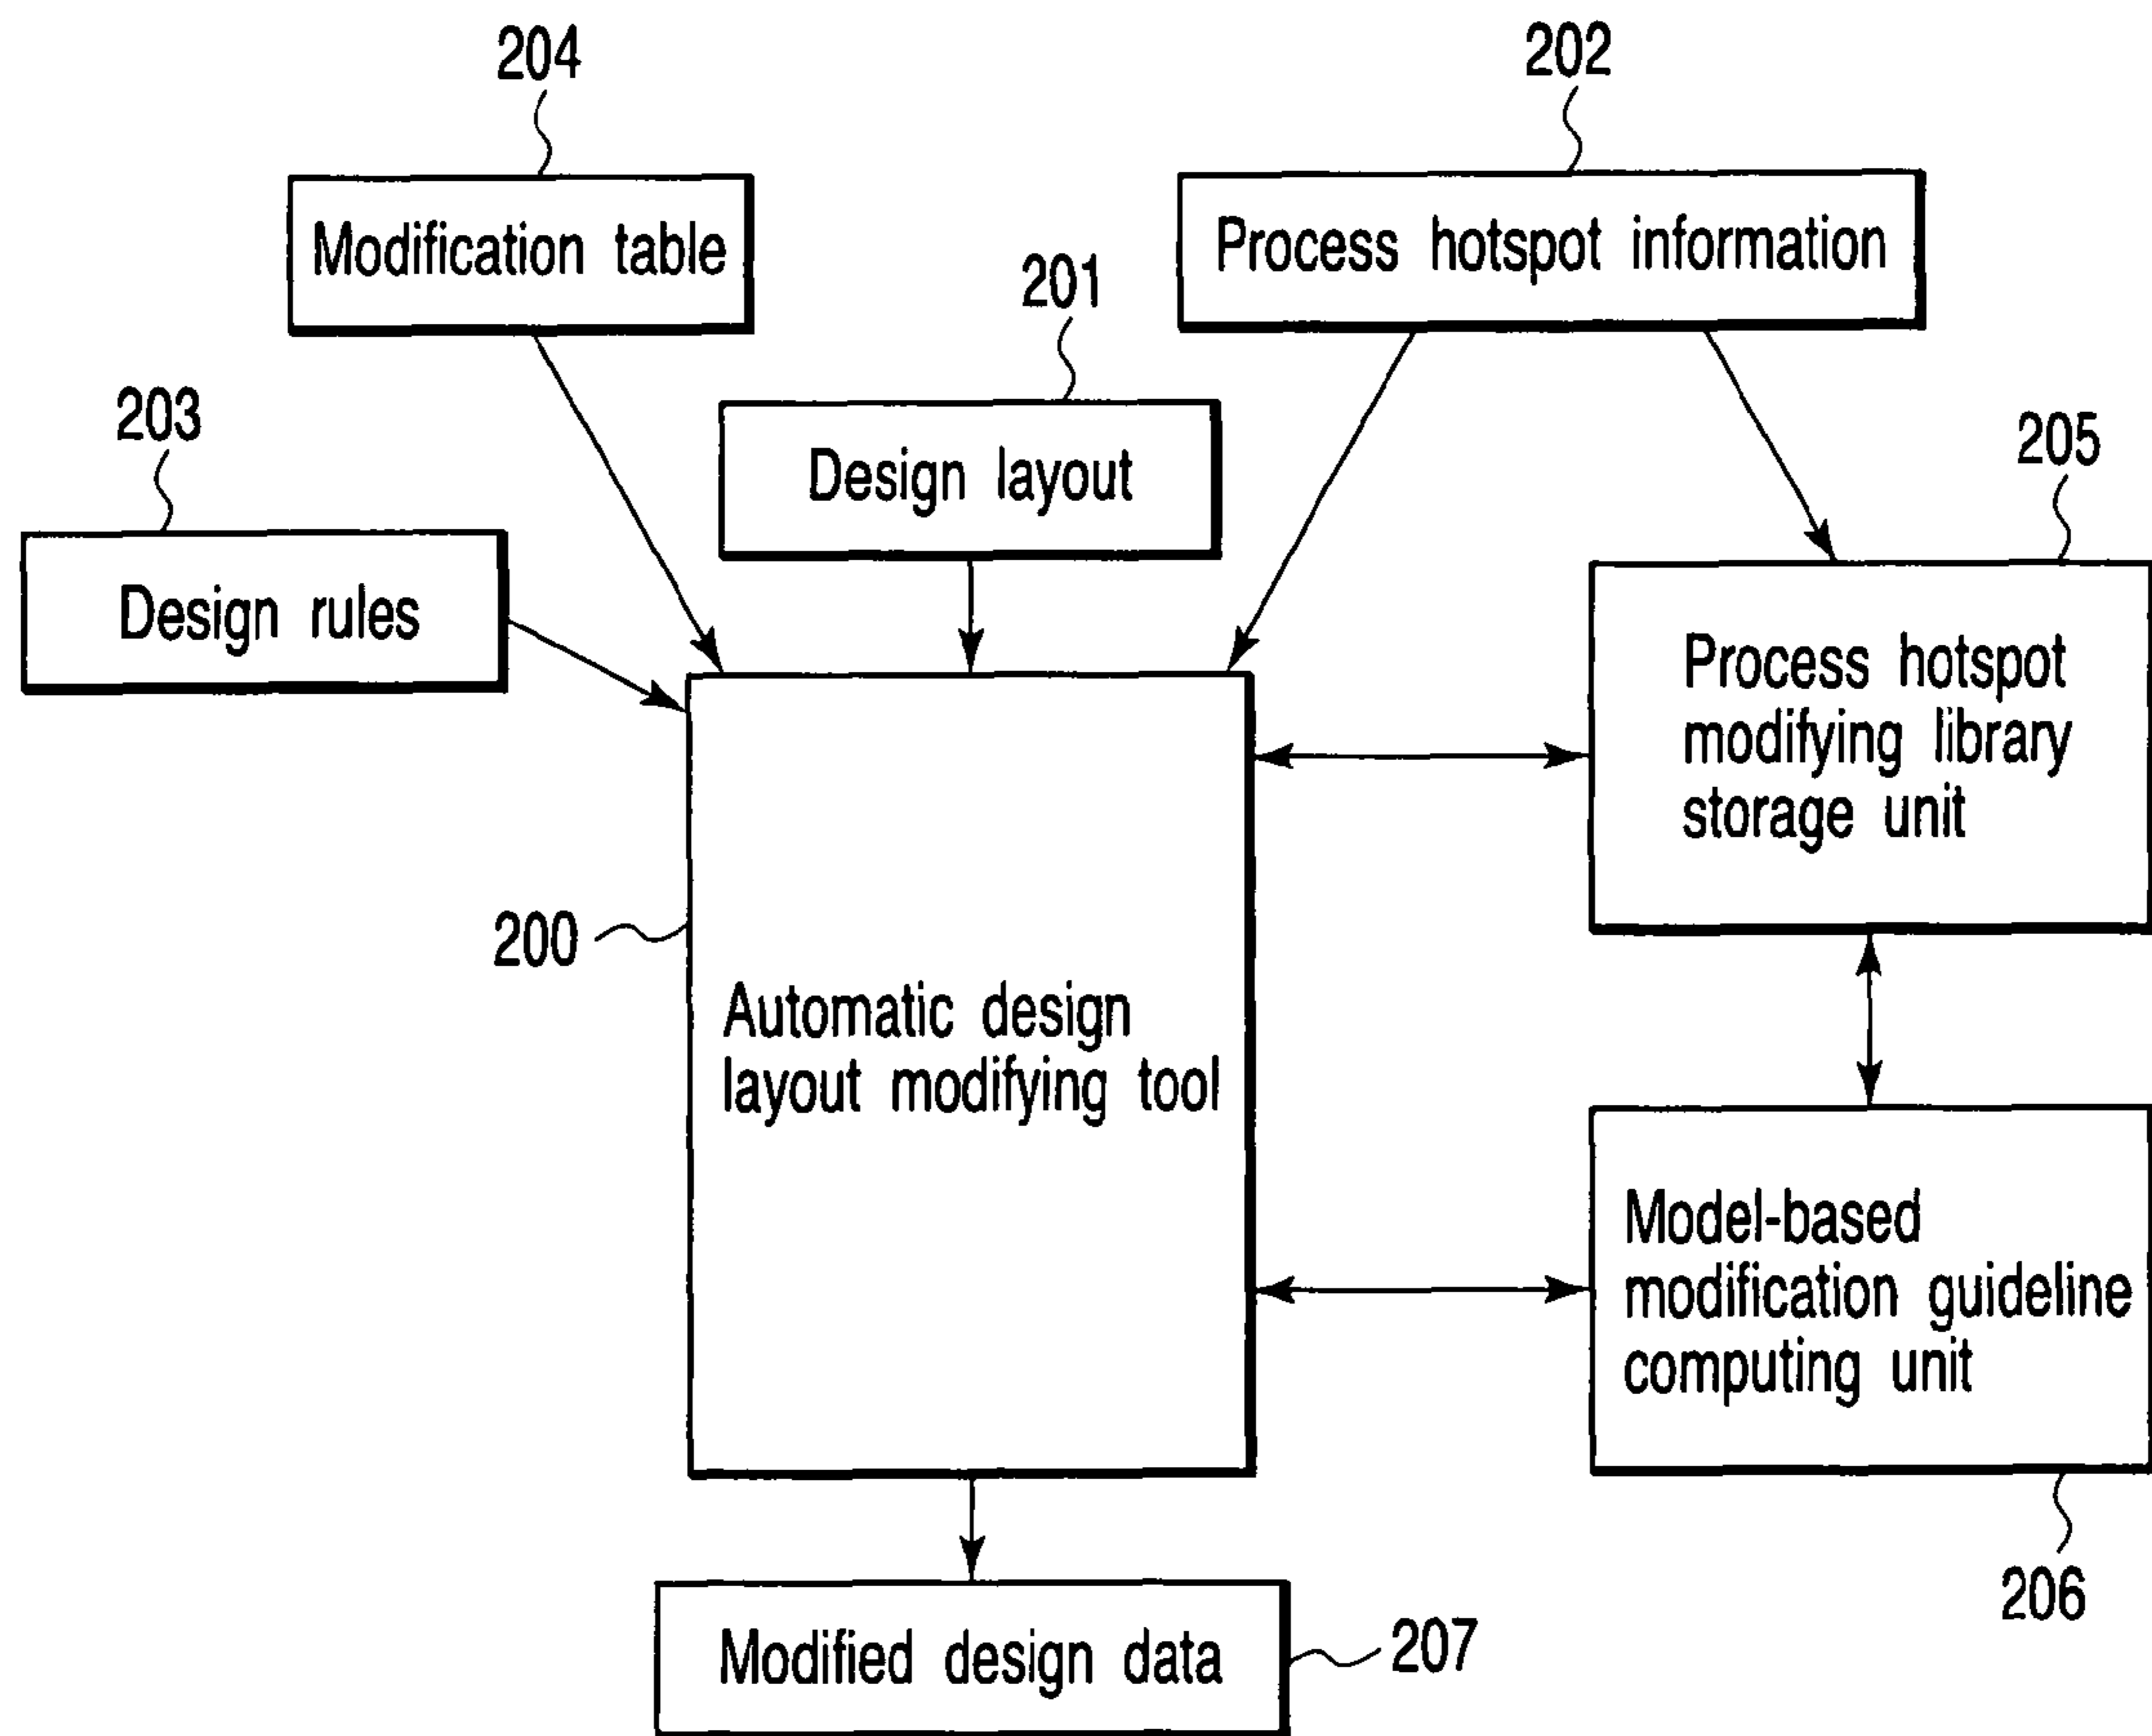 204
202
Modification table
Process hotspot information
201
203
Design layout
205
Design rules
Process hotspot
modifying library
storage unit
200
Automatic design
layout modifying tool
Model-based
modification guideline
computing unit
206
Modified design data
207